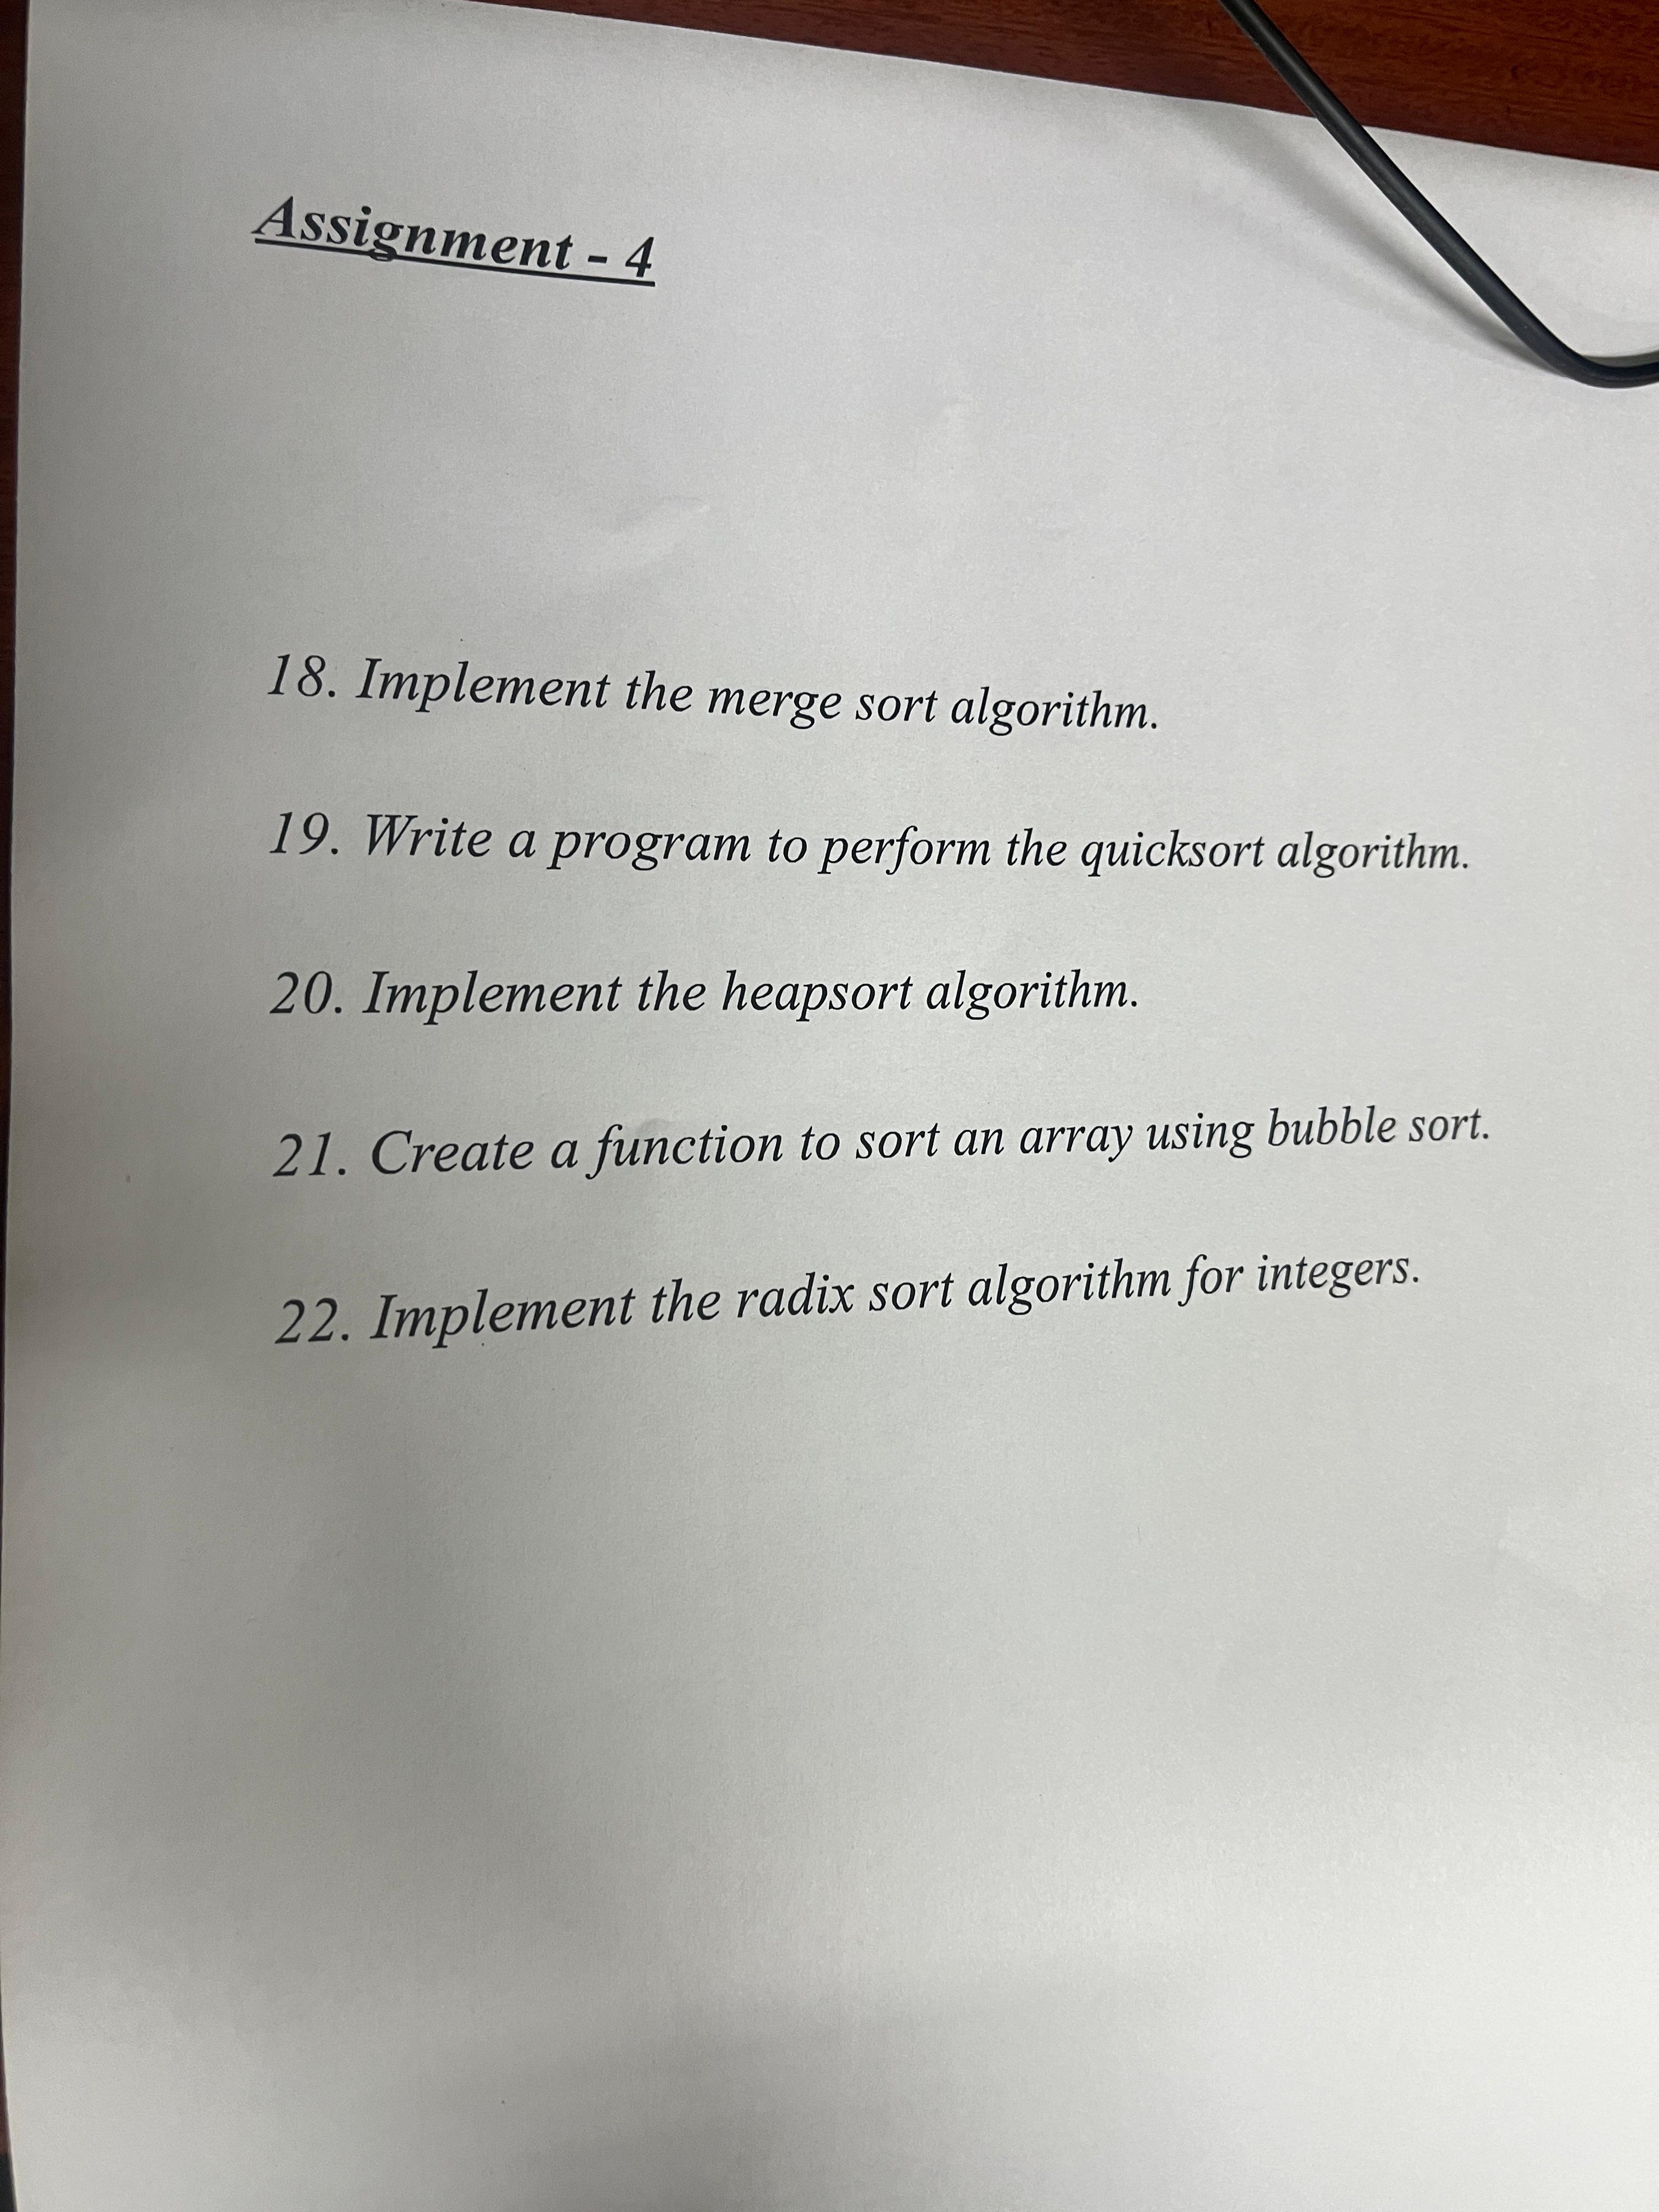 Assignment - 4
18. Implement the merge sort algorithm.
19. Write a program to perform the quicksort algorithm.
20. Implement the heapsort algorithm.
21. Create a function to sort an array using bubble sort.
22. Implement the radix sort algorithm for integers.